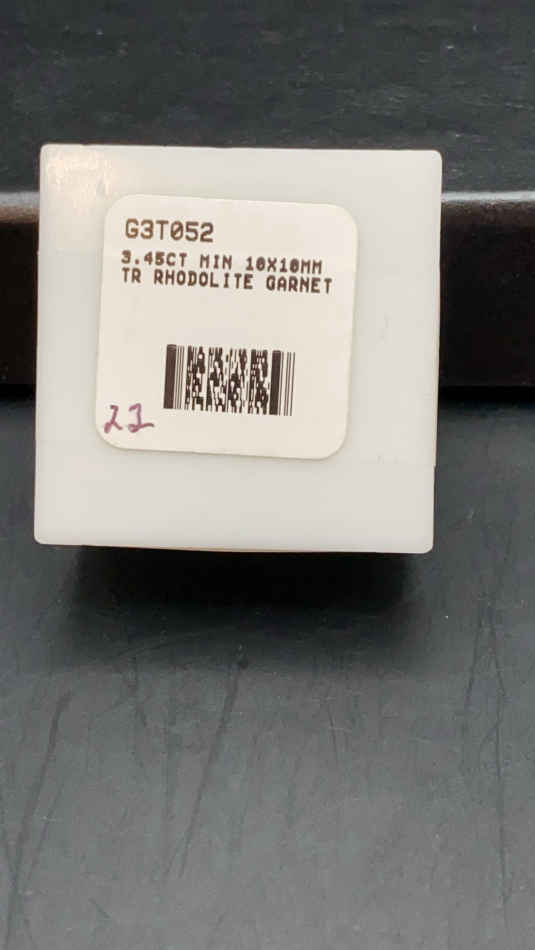 G3T052
3.45CT MIN 10X10MM
TR RHODOLITE GARNET
22